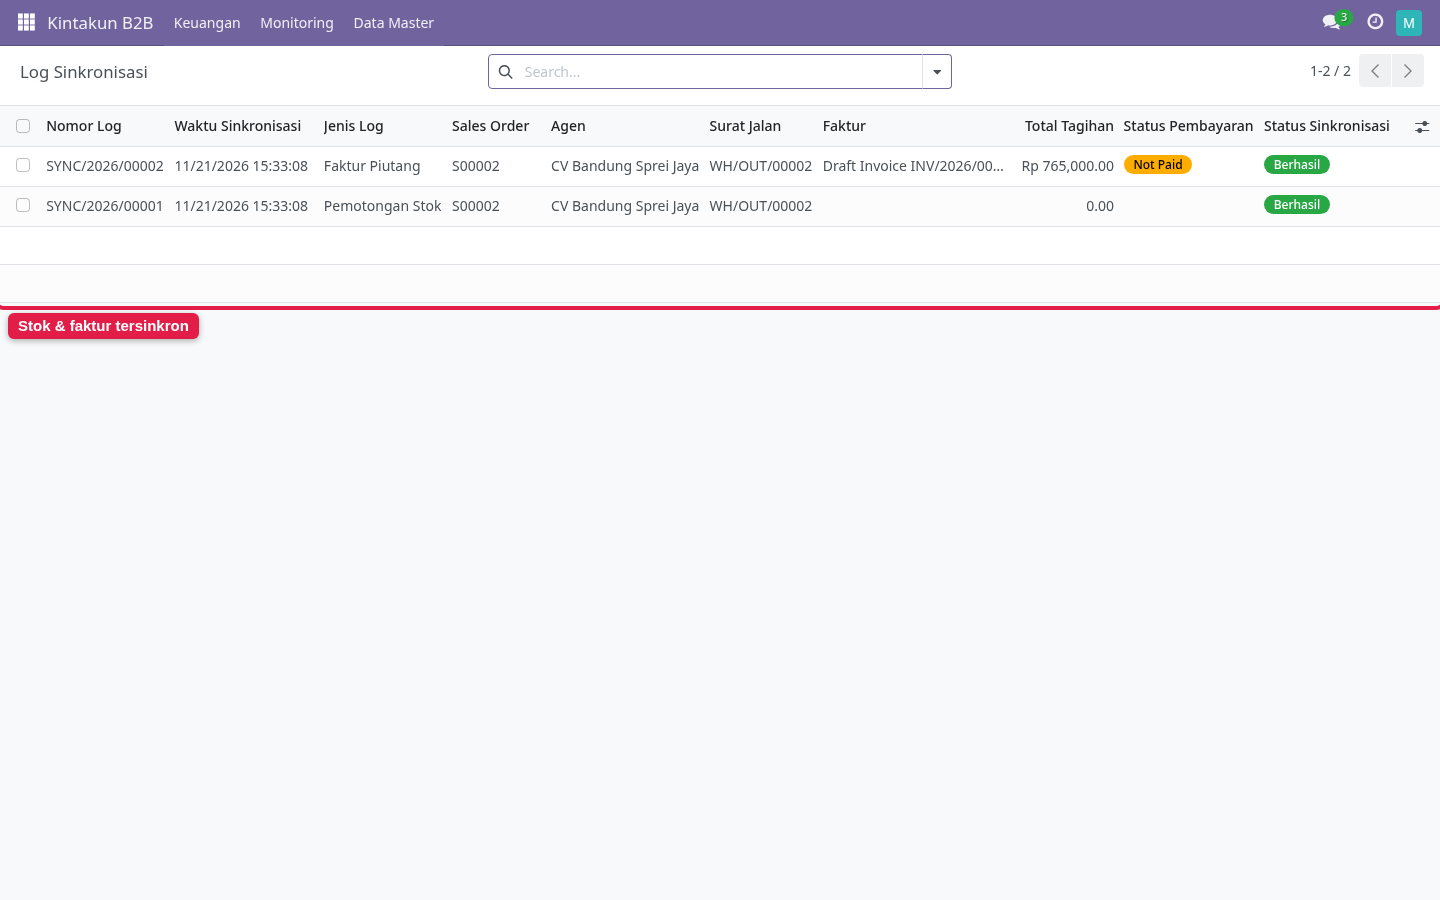 Kintakun B2B Keuangan Monitoring Data Master 3 M
Log Sinkronisasi Search... 1-2 / 2
Nomor Log Waktu Sinkronisasi Jenis Log Sales Order Agen Surat Jalan Faktur Total Tagihan Status Pembayaran Status Sinkronisasi
SYNC/2026/00002 11/21/2026 15:33:08 Faktur Piutang S00002 CV Bandung Sprei Jaya WH/OUT/00002 Draft Invoice INV/2026/00... Rp 765,000.00 Not Paid Berhasil
SYNC/2026/00001 11/21/2026 15:33:08 Pemotongan Stok S00002 CV Bandung Sprei Jaya WH/OUT/00002 0.00 Berhasil
Stok & faktur tersinkron